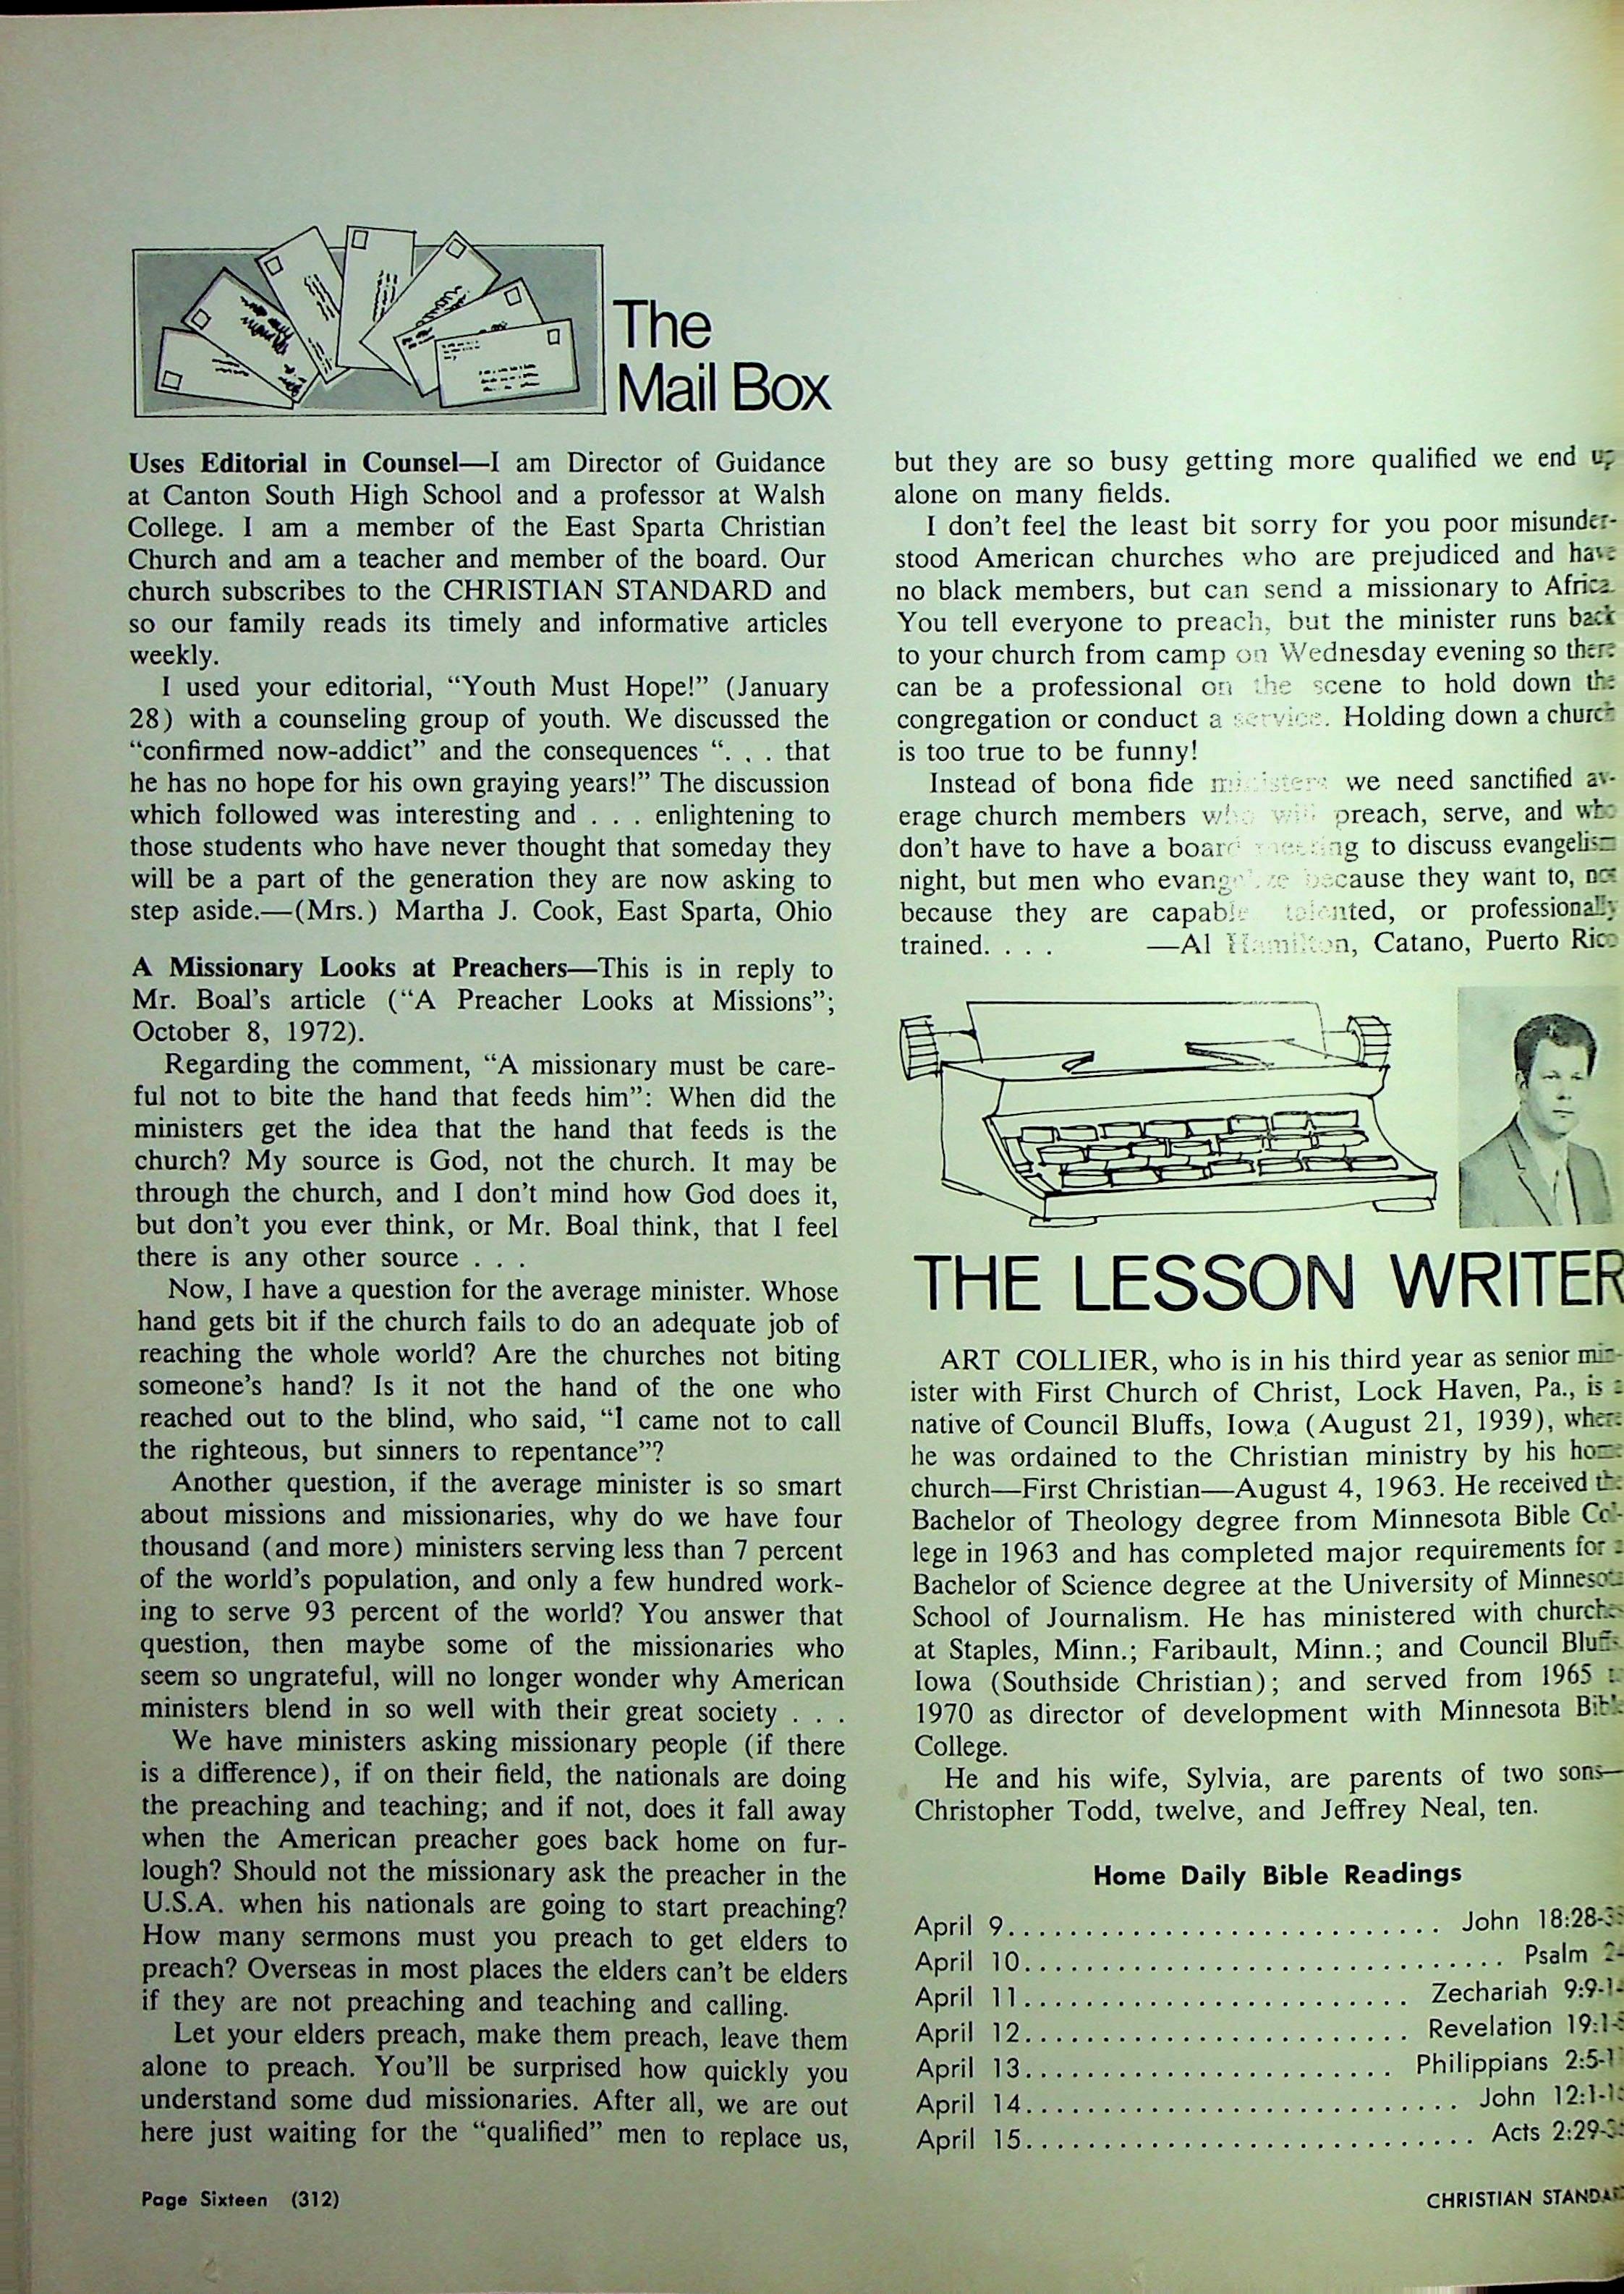 The
Mail Box
Uses Editorial in Counsel—I am Director of Guidance
at Canton South High School and a professor at Walsh
College. I am a member of the East Sparta Christian
Church and am a teacher and member of the board. Our
church subscribes to the CHRISTIAN STANDARD and
so our family reads its timely and informative articles
weekly.
I used your editorial, “Youth Must Hope!” (January
28) with a counseling group of youth. We discussed the
“confirmed now-addict” and the consequences “. . . that
he has no hope for his own graying years!” The discussion
which followed was interesting and . . . enlightening to
those students who have never thought that someday they
will be a part of the generation they are now asking to
step aside.—(Mrs.) Martha J. Cook, East Sparta, Ohio
A Missionary Looks at Preachers—This is in reply to
Mr. Boal’s article (“A Preacher Looks at Missions”;
October 8, 1972).
Regarding the comment, “A missionary must be care-
ful not to bite the hand that feeds him”: When did the
ministers get the idea that the hand that feeds is the
church? My source is God, not the church. It may be
through the church, and I don’t mind how God does it,
but don’t you ever think, or Mr. Boal think, that I feel
there is any other source . . .
Now, I have a question for the average minister. Whose
hand gets bit if the church fails to do an adequate job of
reaching the whole world? Are the churches not biting
someone’s hand? Is it not the hand of the one who
reached out to the blind, who said, “I came not to call
the righteous, but sinners to repentance”?
Another question, if the average minister is so smart
about missions and missionaries, why do we have four
thousand (and more) ministers serving less than 7 percent
of the world’s population, and only a few hundred work-
ing to serve 93 percent of the world? You answer that
question, then maybe some of the missionaries who
seem so ungrateful, will no longer wonder why American
ministers blend in so well with their great society . . .
We have ministers asking missionary people (if there
is a difference), if on their field, the nationals are doing
the preaching and teaching; and if not, does it fall away
when the American preacher goes back home on fur-
lough? Should not the missionary ask the preacher in the
U.S.A. when his nationals are going to start preaching?
How many sermons must you preach to get elders to
preach? Overseas in most places the elders can’t be elders
if they are not preaching and teaching and calling.
Let your elders preach, make them preach, leave them
alone to preach. You’ll be surprised how quickly you
understand some dud missionaries. After all, we are out
here just waiting for the “qualified” men to replace us,
but they are so busy getting more qualified we end up
alone on many fields.
I don’t feel the least bit sorry for you poor misunder-
stood American churches who are prejudiced and have
no black members, but can send a missionary to Africa.
You tell everyone to preach, but the minister runs back
to your church from camp on Wednesday evening so there
can be a professional on the scene to hold down the
congregation or conduct a service. Holding down a church
is too true to be funny!
Instead of bona fide ministers we need sanctified av-
erage church members who will preach, serve, and who
don’t have to have a board meeting to discuss evangelism
night, but men who evangelize because they want to, not
because they are capable talented, or professionally
trained. . . . —Al Hamilton, Catano, Puerto Rico
THE LESSON WRITER
ART COLLIER, who is in his third year as senior min-
ister with First Church of Christ, Lock Haven, Pa., is a
native of Council Bluffs, Iowa (August 21, 1939), where
he was ordained to the Christian ministry by his home
church—First Christian—August 4, 1963. He received the
Bachelor of Theology degree from Minnesota Bible Col-
lege in 1963 and has completed major requirements for a
Bachelor of Science degree at the University of Minnesota
School of Journalism. He has ministered with churches
at Staples, Minn.; Faribault, Minn.; and Council Bluffs
Iowa (Southside Christian); and served from 1965 to
1970 as director of development with Minnesota Bible
College.
He and his wife, Sylvia, are parents of two sons—
Christopher Todd, twelve, and Jeffrey Neal, ten.
Home Daily Bible Readings
April 9. . . . . . . . . . . . . . . . . . . . . . . . . . . . John
April 10. . . . . . . . . . . . . . . . . . . . . . . . . . . . Psalm
April 11. . . . . . . . . . . . . . . . . . . . . . . . . Zechariah
April 12. . . . . . . . . . . . . . . . . . . . . . . . . Revelation
April 13. . . . . . . . . . . . . . . . . . . . . . . . Philippians
April 14. . . . . . . . . . . . . . . . . . . . . . . . . . . . John
April 15. . . . . . . . . . . . . . . . . . . . . . . . . . . . . Acts
Page Sixteen (312)
CHRISTIAN STANDARD